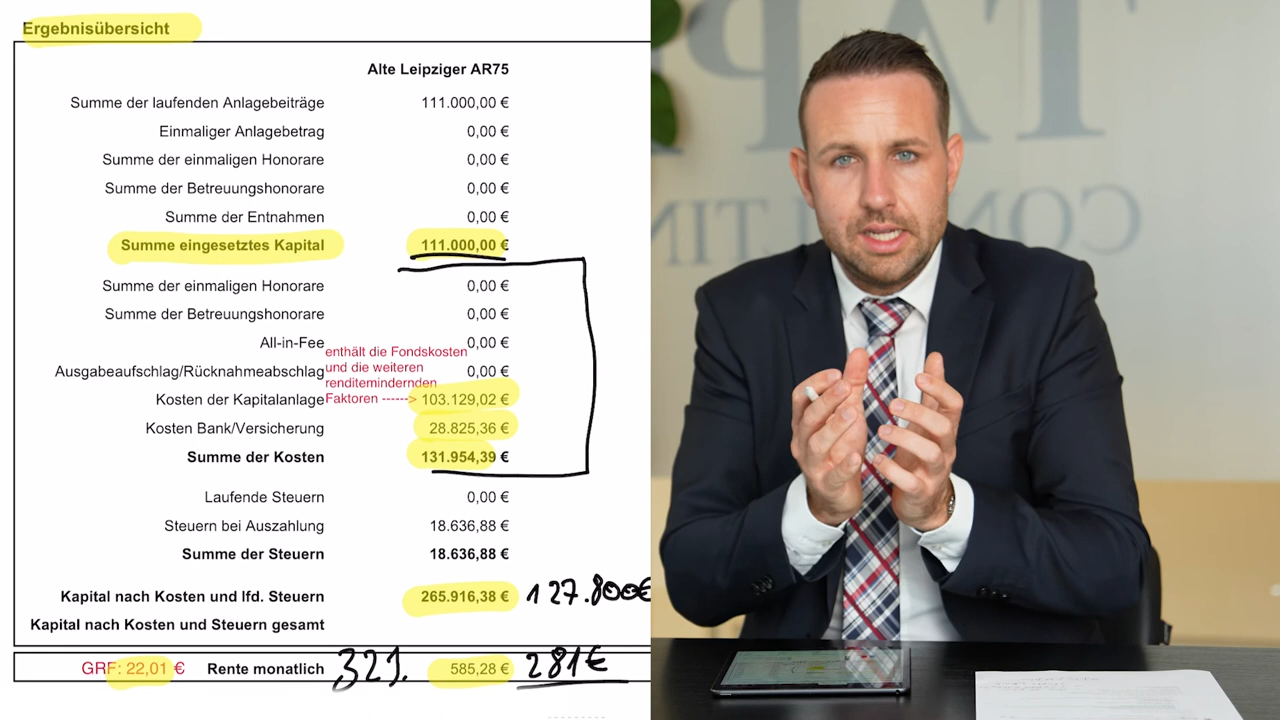 Ergebnisübersicht
Alte Leipziger AR75
Summe der laufenden Anlagebeiträge 111.000,00 €
Einmaliger Anlagebetrag 0,00 €
Summe der einmaligen Honorare 0,00 €
Summe der Betreuungshonorare 0,00 €
Summe der Entnahmen 0,00 €
Summe eingesetztes Kapital 111.000,00 €
Summe der einmaligen Honorare 0,00 €
Summe der Betreuungshonorare 0,00 €
All-in-Fee 0,00 €
enthält die Fondskosten
und die weiteren
Ausgabeaufschlag/Rücknahmeabschlag 0,00 €
renditemindernden
Kosten der Kapitalanlage Faktoren ------> 103.129,02 €
Kosten Bank/Versicherung 28.825,36 €
Summe der Kosten 131.954,39 €
Laufende Steuern 0,00 €
Steuern bei Auszahlung 18.636,88 €
Summe der Steuern 18.636,88 €
Kapital nach Kosten und lfd. Steuern 265.916,38 € 127.800€
Kapital nach Kosten und Steuern gesamt
GRF: 22,01 € Rente monatlich 321. 585,28 € 281€